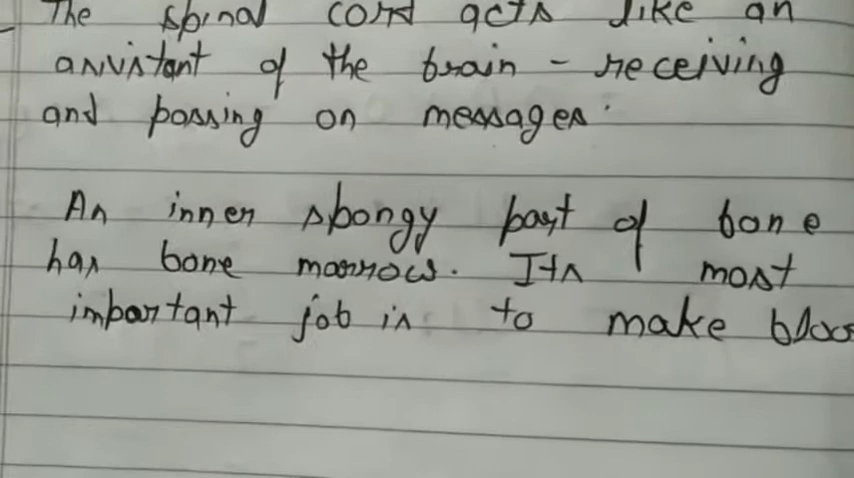 The spinal cord acts like an
assistant of the brain - receiving
and passing on messages.
An inner spongy part of bone
has bone marrow. Its most
important job is to make bloo